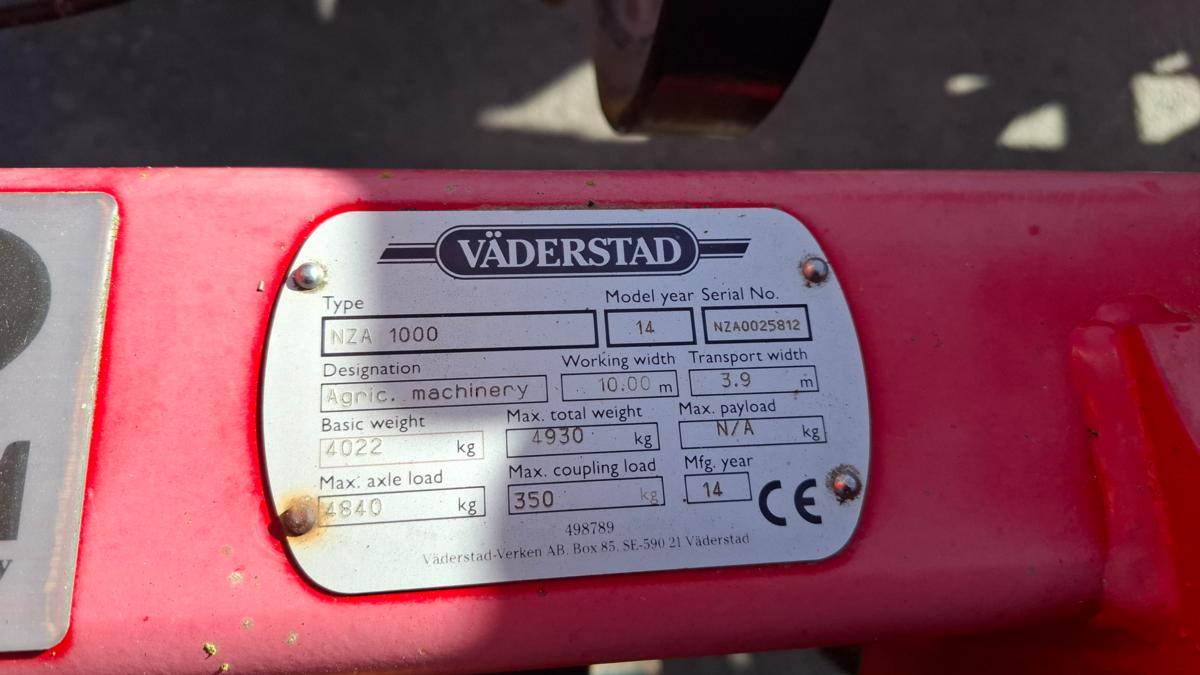 VÄDERSTAD
Type Model year Serial No.
NZA 1000 14 NZA0025812
Designation Working width Transport width
Agric. machinery 10.00 m 3.9 m
Basic weight Max. total weight Max. payload
4022 kg 4930 kg N/A kg
Max. axle load Max. coupling load Mfg. year
4840 kg 350 kg 14 CE
498789
Väderstad-Verken AB. Box 85. SE-590 21 Väderstad